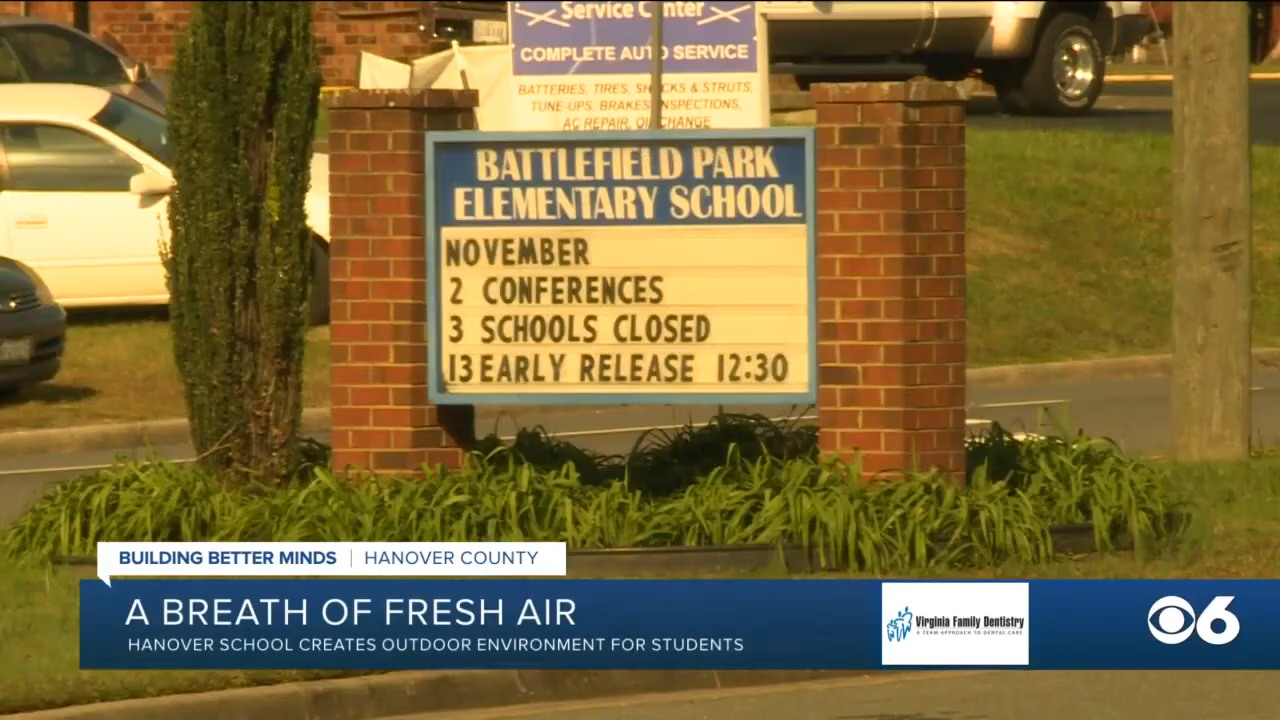 Service Center
COMPLETE AUTO SERVICE
BATTERIES, TIRES, SHOCKS & STRUTS,
TUNE-UPS, BRAKES INSPECTIONS,
AC REPAIR, OIL CHANGE
BATTLEFIELD PARK
ELEMENTARY SCHOOL
NOVEMBER
2 CONFERENCES
3 SCHOOLS CLOSED
13 EARLY RELEASE 12:30
BUILDING BETTER MINDS | HANOVER COUNTY
A BREATH OF FRESH AIR
HANOVER SCHOOL CREATES OUTDOOR ENVIRONMENT FOR STUDENTS
Virginia Family Dentistry
A TEAM APPROACH TO DENTAL CARE
6